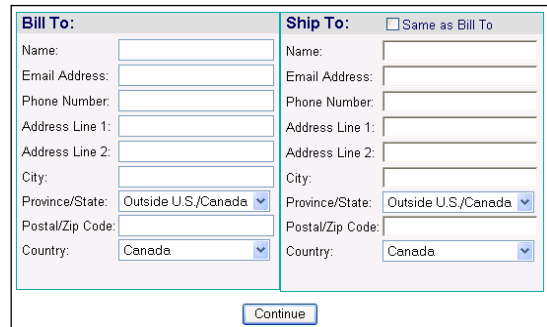 Bill To:
Name:
Email Address:
Phone Number:
Address Line 1:
Address Line 2:
City:
Province/State: Outside U.S./Canada
Postal/Zip Code:
Country: Canada
Ship To: Same as Bill To
Name:
Email Address:
Phone Number:
Address Line 1:
Address Line 2:
City:
Province/State: Outside U.S./Canada
Postal/Zip Code:
Country: Canada
Continue